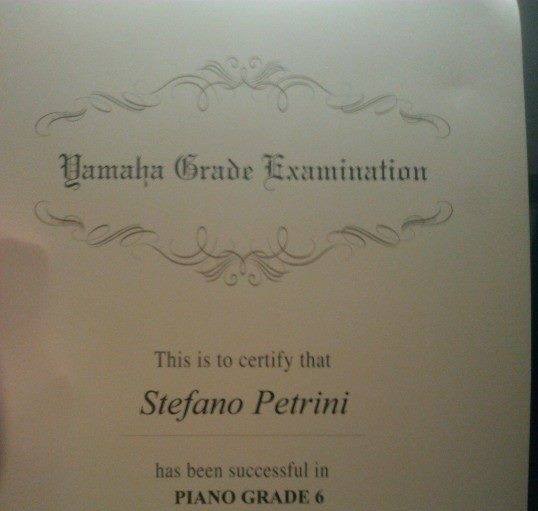 Yamaha Grade Examination
This is to certify that
Stefano Petrini
has been successful in
PIANO GRADE 6